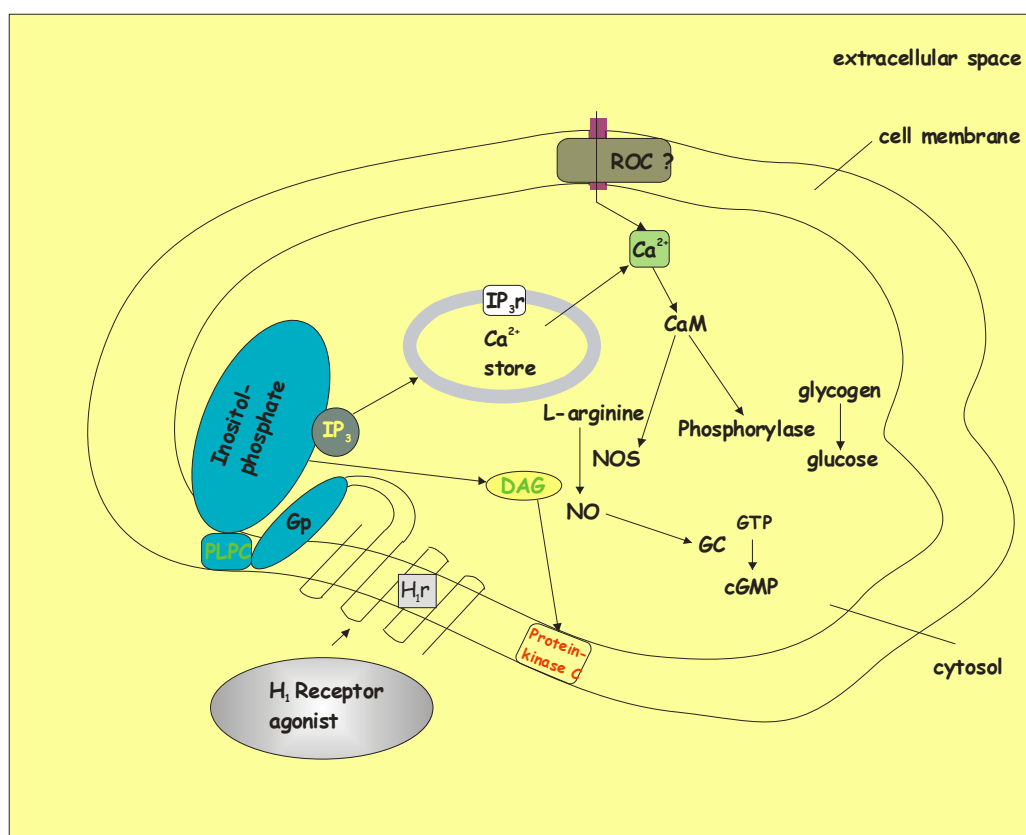 extracellular space
cell membrane
ROC ?
Ca²⁺
IP₃r
Ca²⁺
store
CaM
Inositol-
phosphate
IP₃
L-arginine
glycogen
Phosphorylase
NOS
glucose
DAG
NO
Gp
GTP
GC
PLPC
cGMP
H₁r
Protein-
kinase C
cytosol
H₁ Receptor
agonist